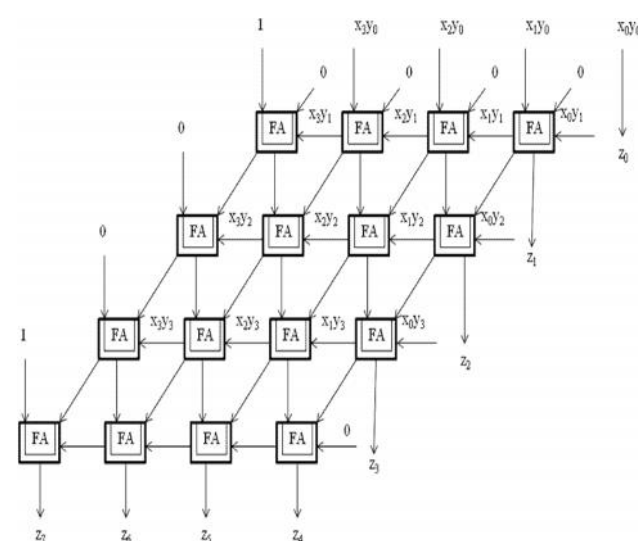 1 x₃y₀ x₂y₀ x₁y₀ x₀y₀
0 0 0 0
FA x₃y₁ FA x₂y₁ FA x₁y₁ FA x₀y₁
z₀
0
FA x₃y₂ FA x₂y₂ FA x₁y₂ FA x₀y₂
z₁
0
FA x₃y₃ FA x₂y₃ FA x₁y₃ FA x₀y₃
z₂
1
FA FA FA FA 0
z₃
z₇ z₆ z₅ z₄